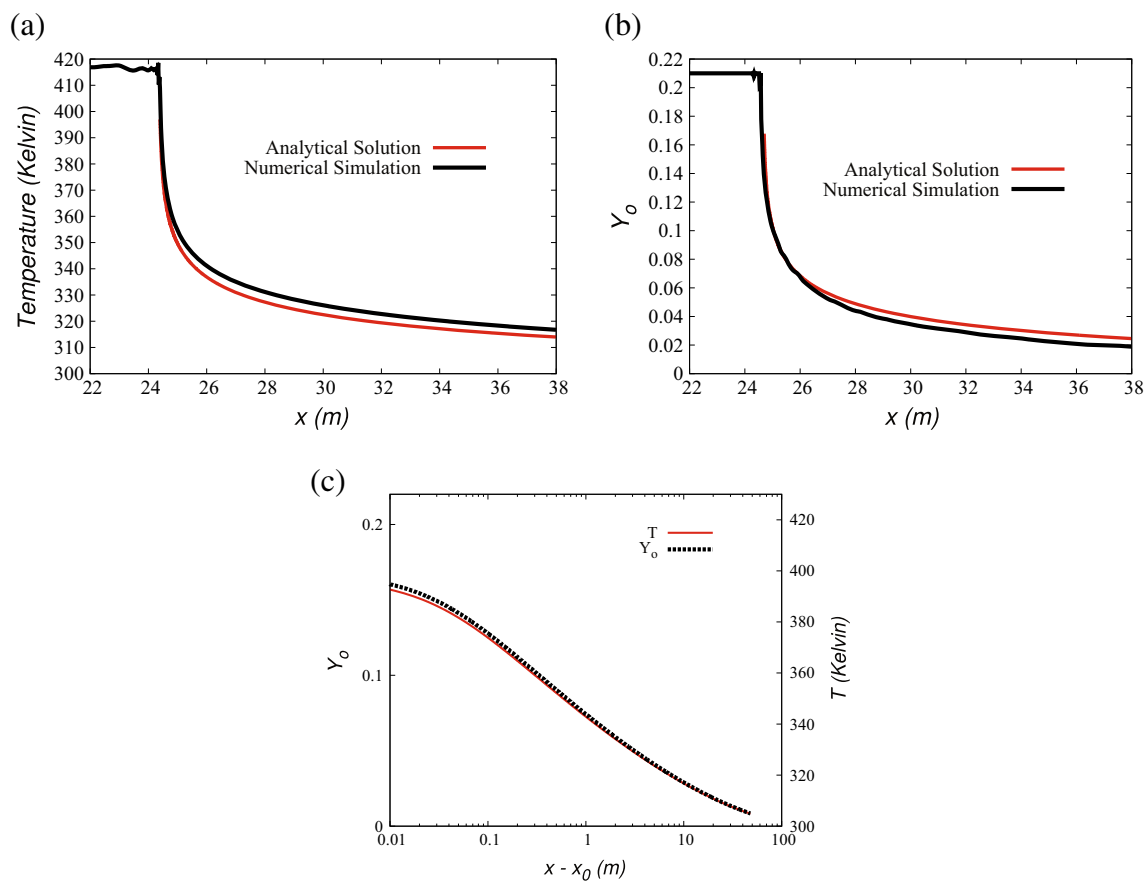 (a)
420
410
400
390
380
370
360
350
340
330
320
310
300
Temperature (Kelvin)
Analytical Solution
Numerical Simulation
22 24 26 28 30 32 34 36 38
x (m)
(b)
0.22
0.2
0.18
0.16
0.14
0.12
0.1
0.08
0.06
0.04
0.02
0
Yo
Analytical Solution
Numerical Simulation
22 24 26 28 30 32 34 36 38
x (m)
(c)
0.2
0.1
0
Yo
T
Yo
420
400
380
360
340
320
300
T (Kelvin)
0.01 0.1 1 10 100
x - x0 (m)